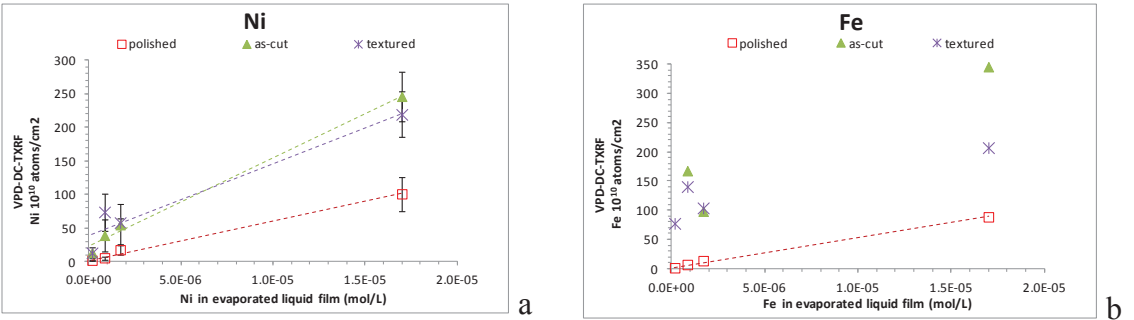 Ni
polished as-cut textured
VPD-DC-TXRF
Ni 10^10 atoms/cm2
300
250
200
150
100
50
0
0.0E+00 5.0E-06 1.0E-05 1.5E-05 2.0E-05
Ni in evaporated liquid film (mol/L)
a
Fe
polished as-cut textured
VPD-DC-TXRF
Fe 10^10 atoms/cm2
350
300
250
200
150
100
50
0
0.0E+00 5.0E-06 1.0E-05 1.5E-05 2.0E-05
Fe in evaporated liquid film (mol/L)
b